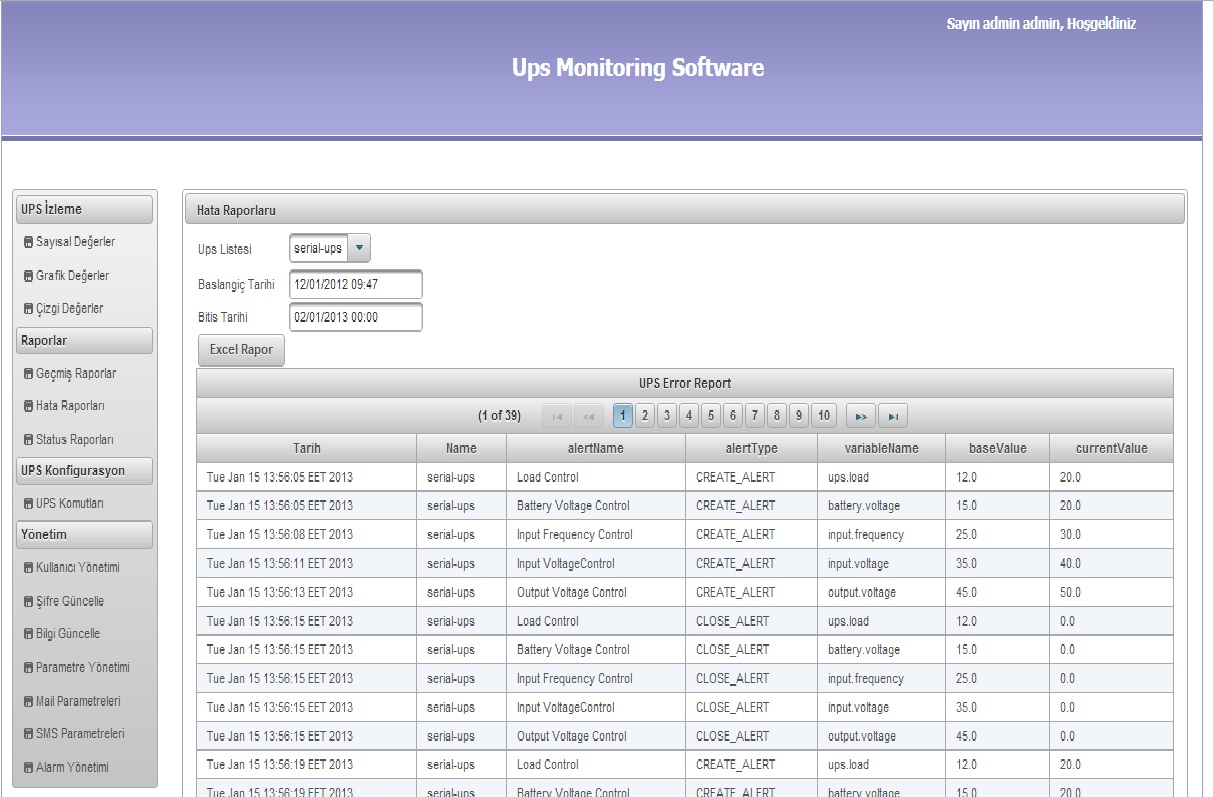 Sayın admin admin, Hoşgeldiniz
Ups Monitoring Software
UPS İzleme
Sayısal Değerler
Grafik Değerler
Çizgi Değerler
Raporlar
Geçmiş Raporlar
Hata Raporları
Status Raporları
UPS Konfigurasyon
UPS Komutları
Yönetim
Kullanıcı Yönetimi
Şifre Güncelle
Bilgi Güncelle
Parametre Yönetimi
Mail Parametreleri
SMS Parametreleri
Alarm Yönetimi
Hata Raporlaru
Ups Listesi serial-ups
Baslangiç Tarihi 12/01/2012 09:47
Bitis Tarihi 02/01/2013 00:00
Excel Rapor
UPS Error Report
(1 of 39) 1 2 3 4 5 6 7 8 9 10
Tarih Name alertName alertType variableName baseValue currentValue
Tue Jan 15 13:56:05 EET 2013 serial-ups Load Control CREATE_ALERT ups.load 12.0 20.0
Tue Jan 15 13:56:05 EET 2013 serial-ups Battery Voltage Control CREATE_ALERT battery.voltage 15.0 20.0
Tue Jan 15 13:56:08 EET 2013 serial-ups Input Frequency Control CREATE_ALERT input.frequency 25.0 30.0
Tue Jan 15 13:56:11 EET 2013 serial-ups Input VoltageControl CREATE_ALERT input.voltage 35.0 40.0
Tue Jan 15 13:56:13 EET 2013 serial-ups Output Voltage Control CREATE_ALERT output.voltage 45.0 50.0
Tue Jan 15 13:56:15 EET 2013 serial-ups Load Control CLOSE_ALERT ups.load 12.0 0.0
Tue Jan 15 13:56:15 EET 2013 serial-ups Battery Voltage Control CLOSE_ALERT battery.voltage 15.0 0.0
Tue Jan 15 13:56:15 EET 2013 serial-ups Input Frequency Control CLOSE_ALERT input.frequency 25.0 0.0
Tue Jan 15 13:56:15 EET 2013 serial-ups Input VoltageControl CLOSE_ALERT input.voltage 35.0 0.0
Tue Jan 15 13:56:15 EET 2013 serial-ups Output Voltage Control CLOSE_ALERT output.voltage 45.0 0.0
Tue Jan 15 13:56:19 EET 2013 serial-ups Load Control CREATE_ALERT ups.load 12.0 20.0
Tue Jan 15 13:56:19 EET 2013 serial-ups Battery Voltage Control CREATE_ALERT battery.voltage 15.0 20.0